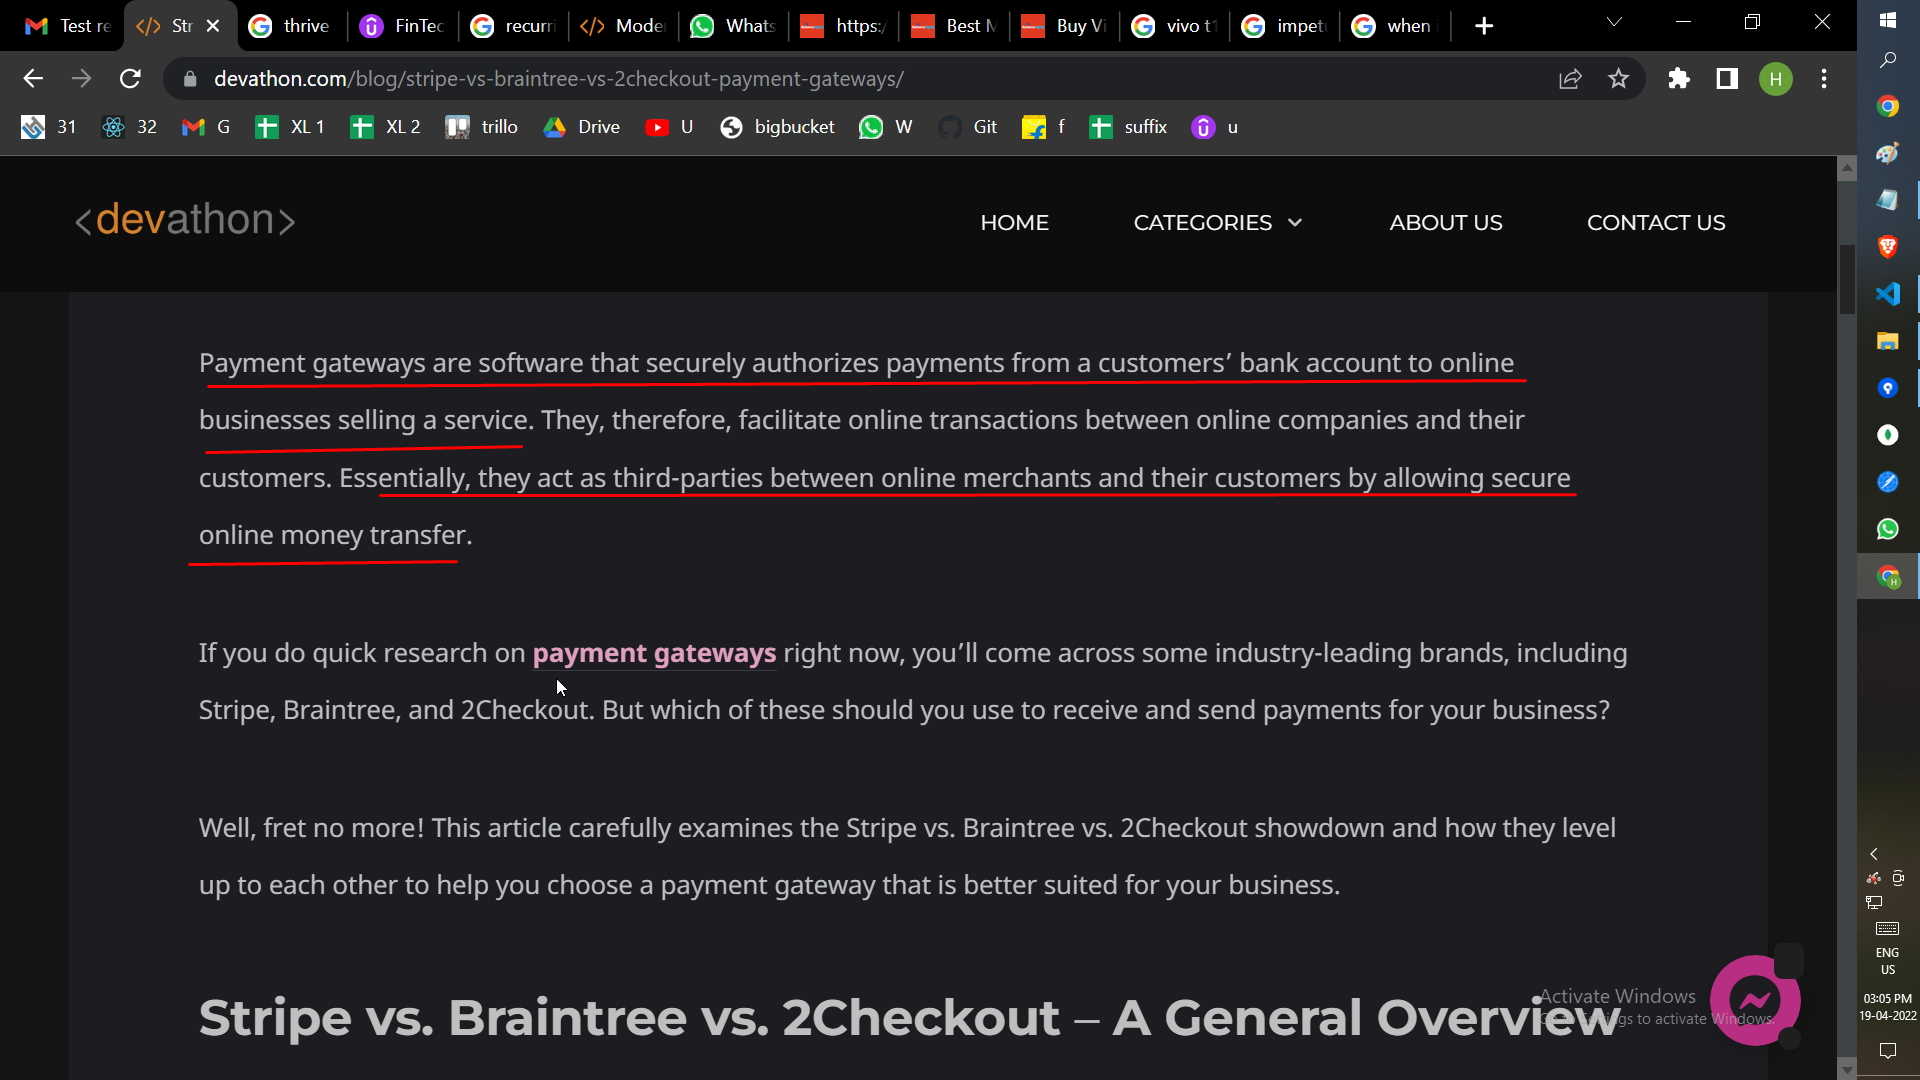 Test re
Str
thrive
FinTec
recurri
Moder
Whats
https:/
Best M
Buy Vi
vivo t1
impetu
when
devathon.com/blog/stripe-vs-braintree-vs-2checkout-payment-gateways/
H
31
32
G
XL 1
XL 2
trillo
Drive
U
bigbucket
W
Git
f
suffix
u
<devathon>
HOME
CATEGORIES
ABOUT US
CONTACT US
Payment gateways are software that securely authorizes payments from a customers’ bank account to online
businesses selling a service. They, therefore, facilitate online transactions between online companies and their
customers. Essentially, they act as third-parties between online merchants and their customers by allowing secure
online money transfer.
If you do quick research on payment gateways right now, you’ll come across some industry-leading brands, including
Stripe, Braintree, and 2Checkout. But which of these should you use to receive and send payments for your business?
Well, fret no more! This article carefully examines the Stripe vs. Braintree vs. 2Checkout showdown and how they level
up to each other to help you choose a payment gateway that is better suited for your business.
Stripe vs. Braintree vs. 2Checkout – A General Overview
Activate Windows
to activate Windows.
ENG
US
03:05 PM
19-04-2022